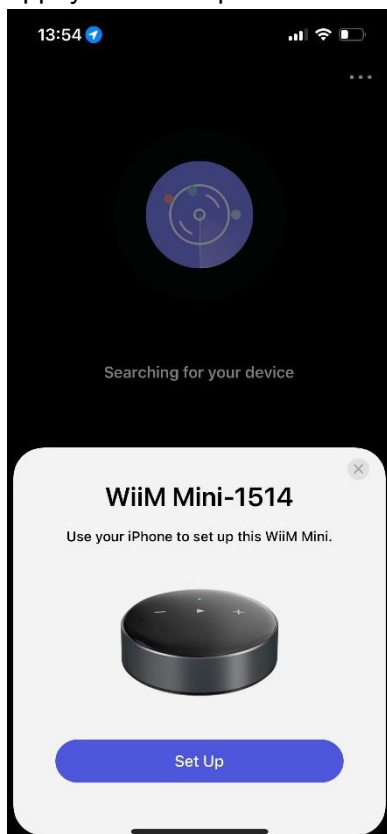 13:54
Searching for your device
WiiM Mini-1514
Use your iPhone to set up this WiiM Mini.
Set Up